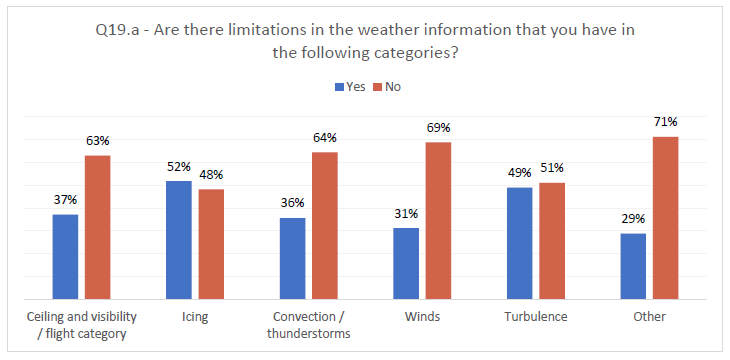 Q19.a - Are there limitations in the weather information that you have in
the following categories?
Yes No
63%
37%
52%
48%
64%
36%
69%
31%
49%
51%
71%
29%
Ceiling and visibility
/ flight category
Icing
Convection /
thunderstorms
Winds
Turbulence
Other